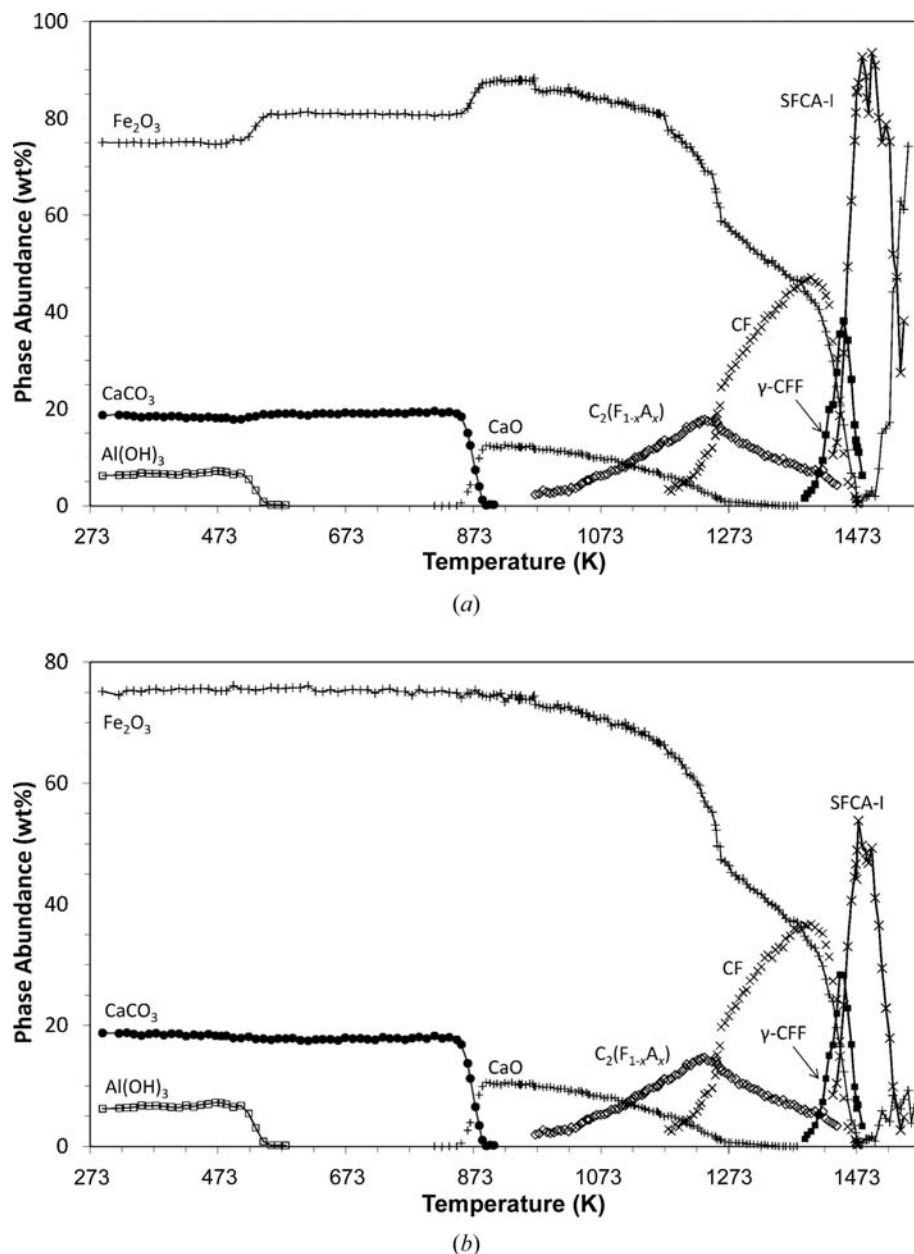 100
80
60
40
20
0
Phase Abundance (wt%)
Fe₂O₃
CaCO₃
Al(OH)₃
CaO
C₂(F₁₋ₓAₓ)
CF
γ-CFF
SFCA-I
273 473 673 873 1073 1273 1473
Temperature (K)
(a)
80
60
40
20
0
Phase Abundance (wt%)
Fe₂O₃
CaCO₃
Al(OH)₃
CaO
C₂(F₁₋ₓAₓ)
CF
γ-CFF
SFCA-I
273 473 673 873 1073 1273 1473
Temperature (K)
(b)